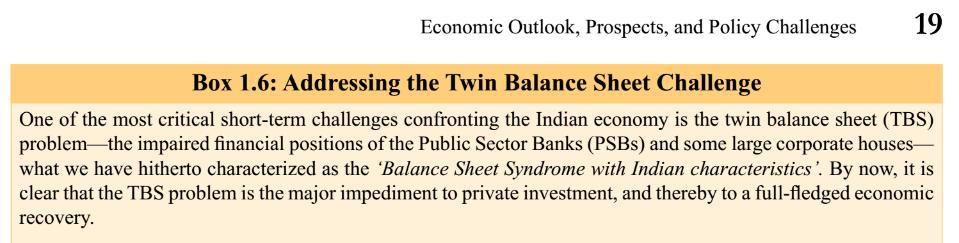 Economic Outlook, Prospects, and Policy Challenges 19
Box 1.6: Addressing the Twin Balance Sheet Challenge
One of the most critical short-term challenges confronting the Indian economy is the twin balance sheet (TBS)
problem—the impaired financial positions of the Public Sector Banks (PSBs) and some large corporate houses—
what we have hitherto characterized as the ‘Balance Sheet Syndrome with Indian characteristics’. By now, it is
clear that the TBS problem is the major impediment to private investment, and thereby to a full-fledged economic
recovery.